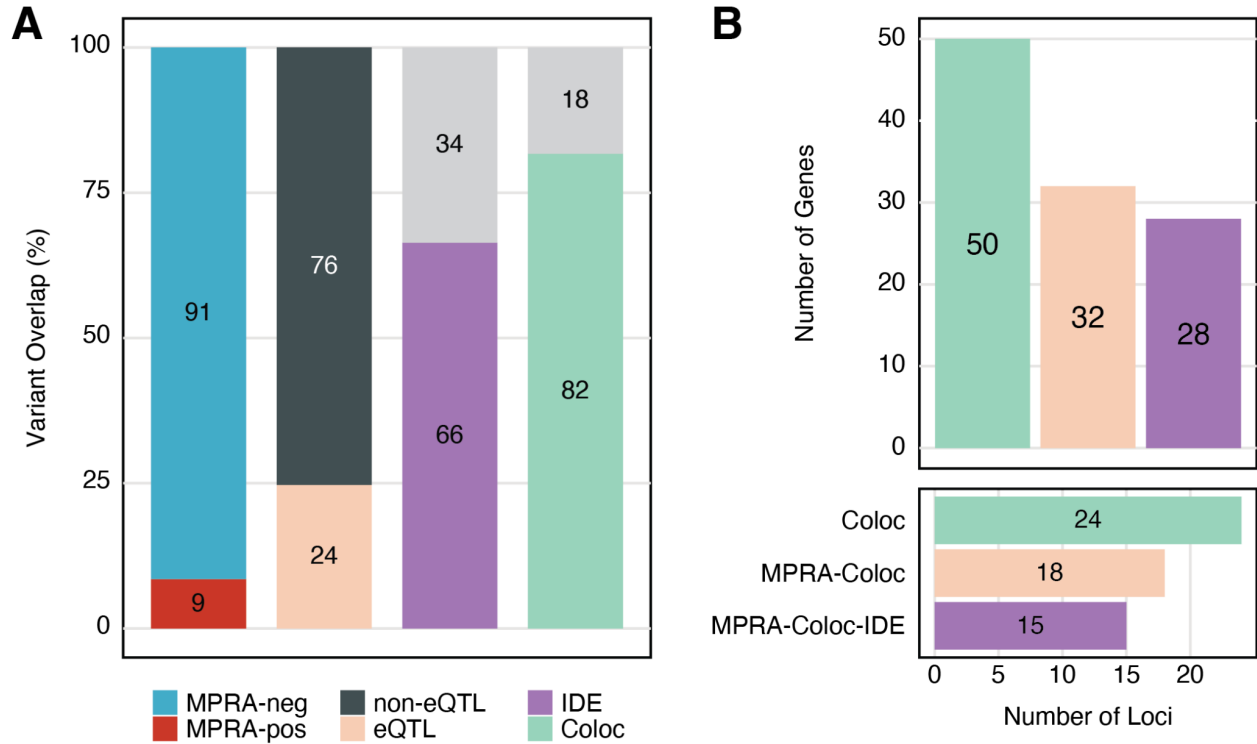 A
B
100
75
50
25
0
Variant Overlap (%)
91
9
76
24
34
66
18
82
MPRA-neg
non-eQTL
IDE
MPRA-pos
eQTL
Coloc
50
40
30
20
10
0
Number of Genes
50
32
28
Coloc
24
MPRA-Coloc
18
MPRA-Coloc-IDE
15
0 5 10 15 20
Number of Loci